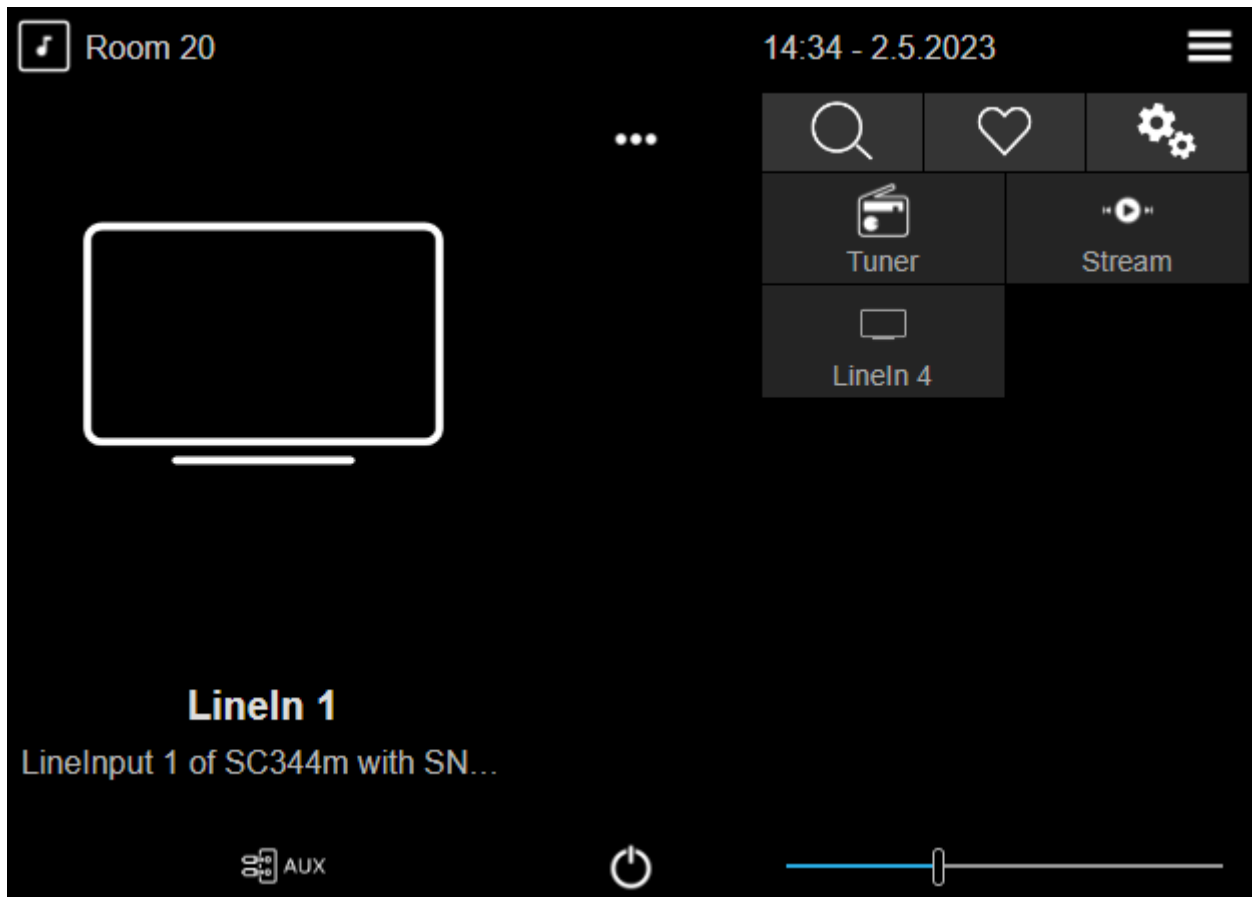 Room 20
14:34 - 2.5.2023
Tuner
Stream
LineIn 4
LineIn 1
LineInput 1 of SC344m with SN...
AUX